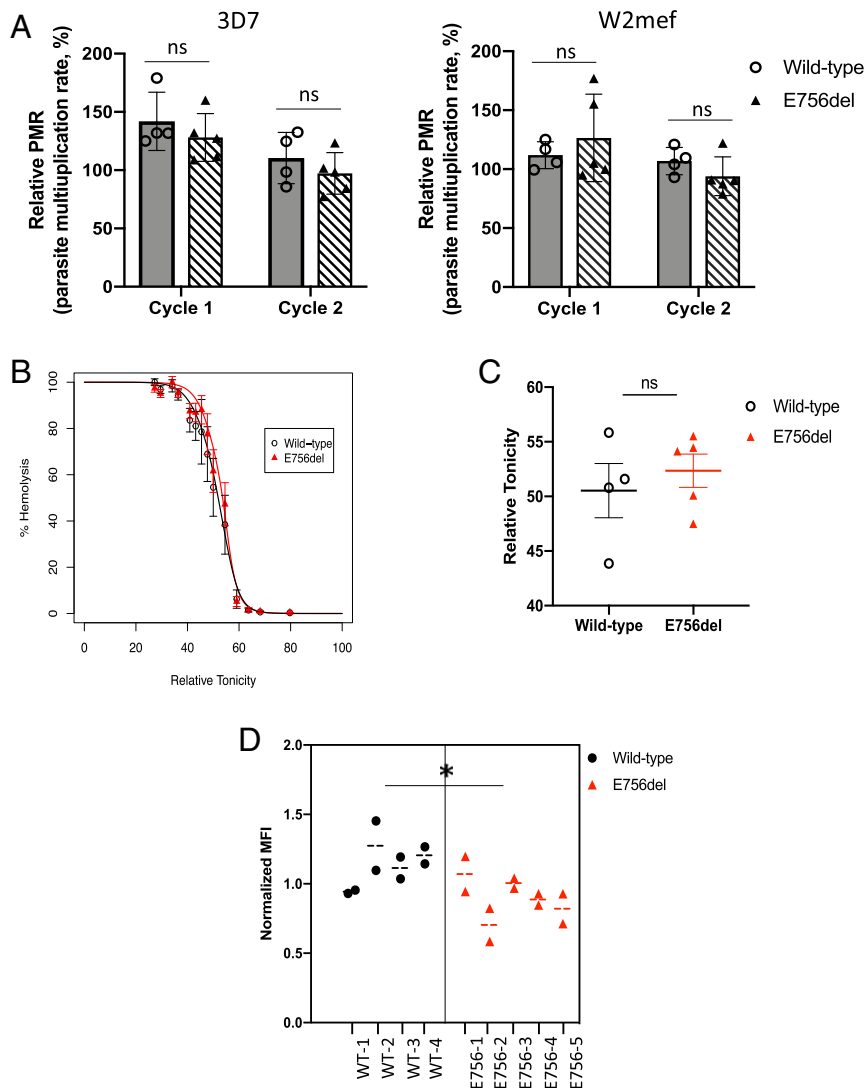 A
3D7
W2mef
Relative PMR
(parasite multiuplication rate, %)
200
150
100
50
0
ns
ns
Cycle 1
Cycle 2
Relative PMR
(parasite multiuplication rate, %)
200
150
100
50
0
ns
ns
Cycle 1
Cycle 2
Wild-type
E756del
B
% Hemolysis
100
80
60
40
20
0
Wild-type
E756del
0 20 40 60 80 100
Relative Tonicity
C
Relative Tonicity
60
55
50
45
40
ns
Wild-type
E756del
Wild-type E756del
D
Normalized MFI
2.0
1.5
1.0
0.5
0.0
*
Wild-type
E756del
WT-1
WT-2
WT-3
WT-4
E756-1
E756-2
E756-3
E756-4
E756-5